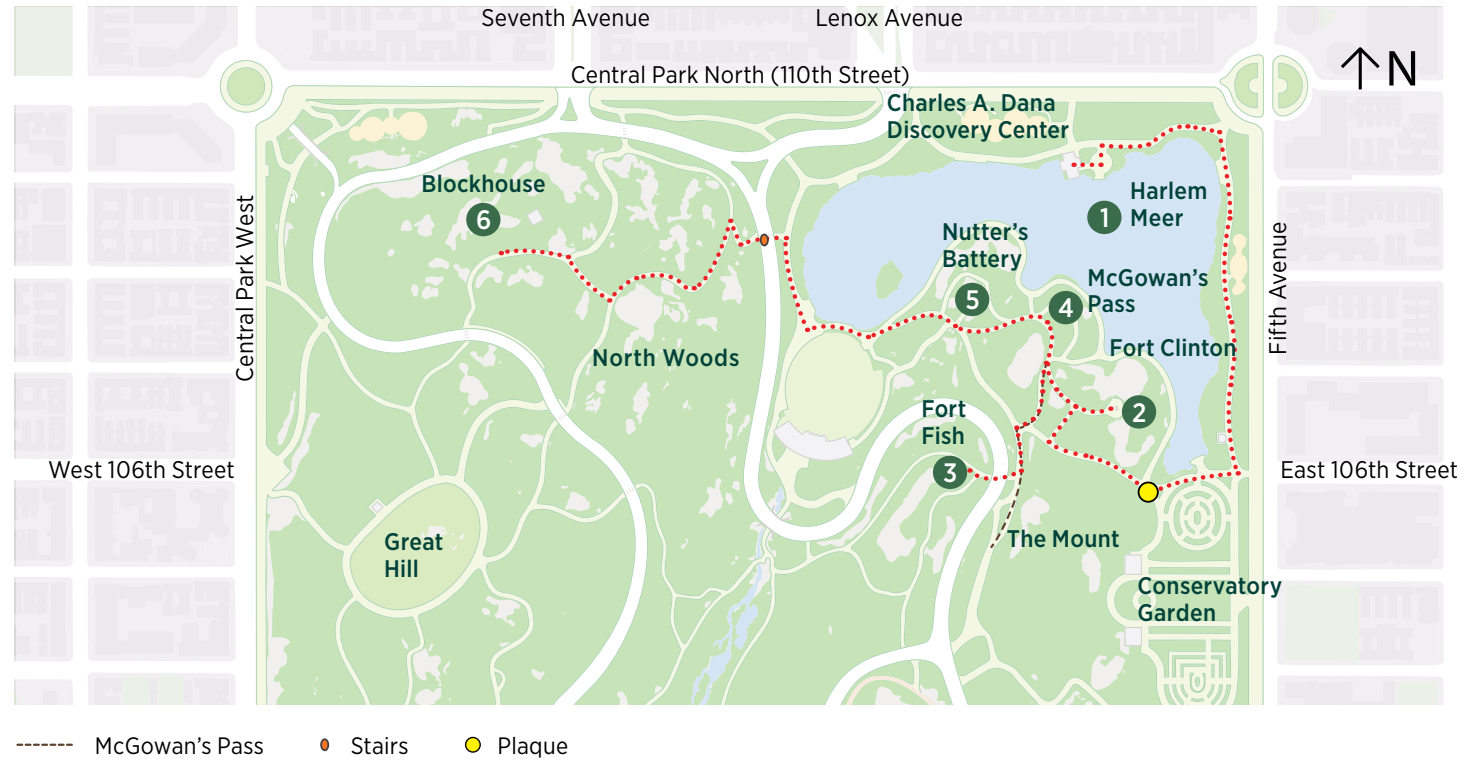 Seventh Avenue
Lenox Avenue
N
Central Park North (110th Street)
Charles A. Dana
Discovery Center
Blockhouse
6
Harlem
Meer
1
Central Park West
Nutter's
Battery
5
McGowan's
Pass
4
Fifth Avenue
Fort Clinton
2
North Woods
Fort
Fish
3
West 106th Street
East 106th Street
Great
Hill
The Mount
Conservatory
Garden
McGowan's Pass
Stairs
Plaque